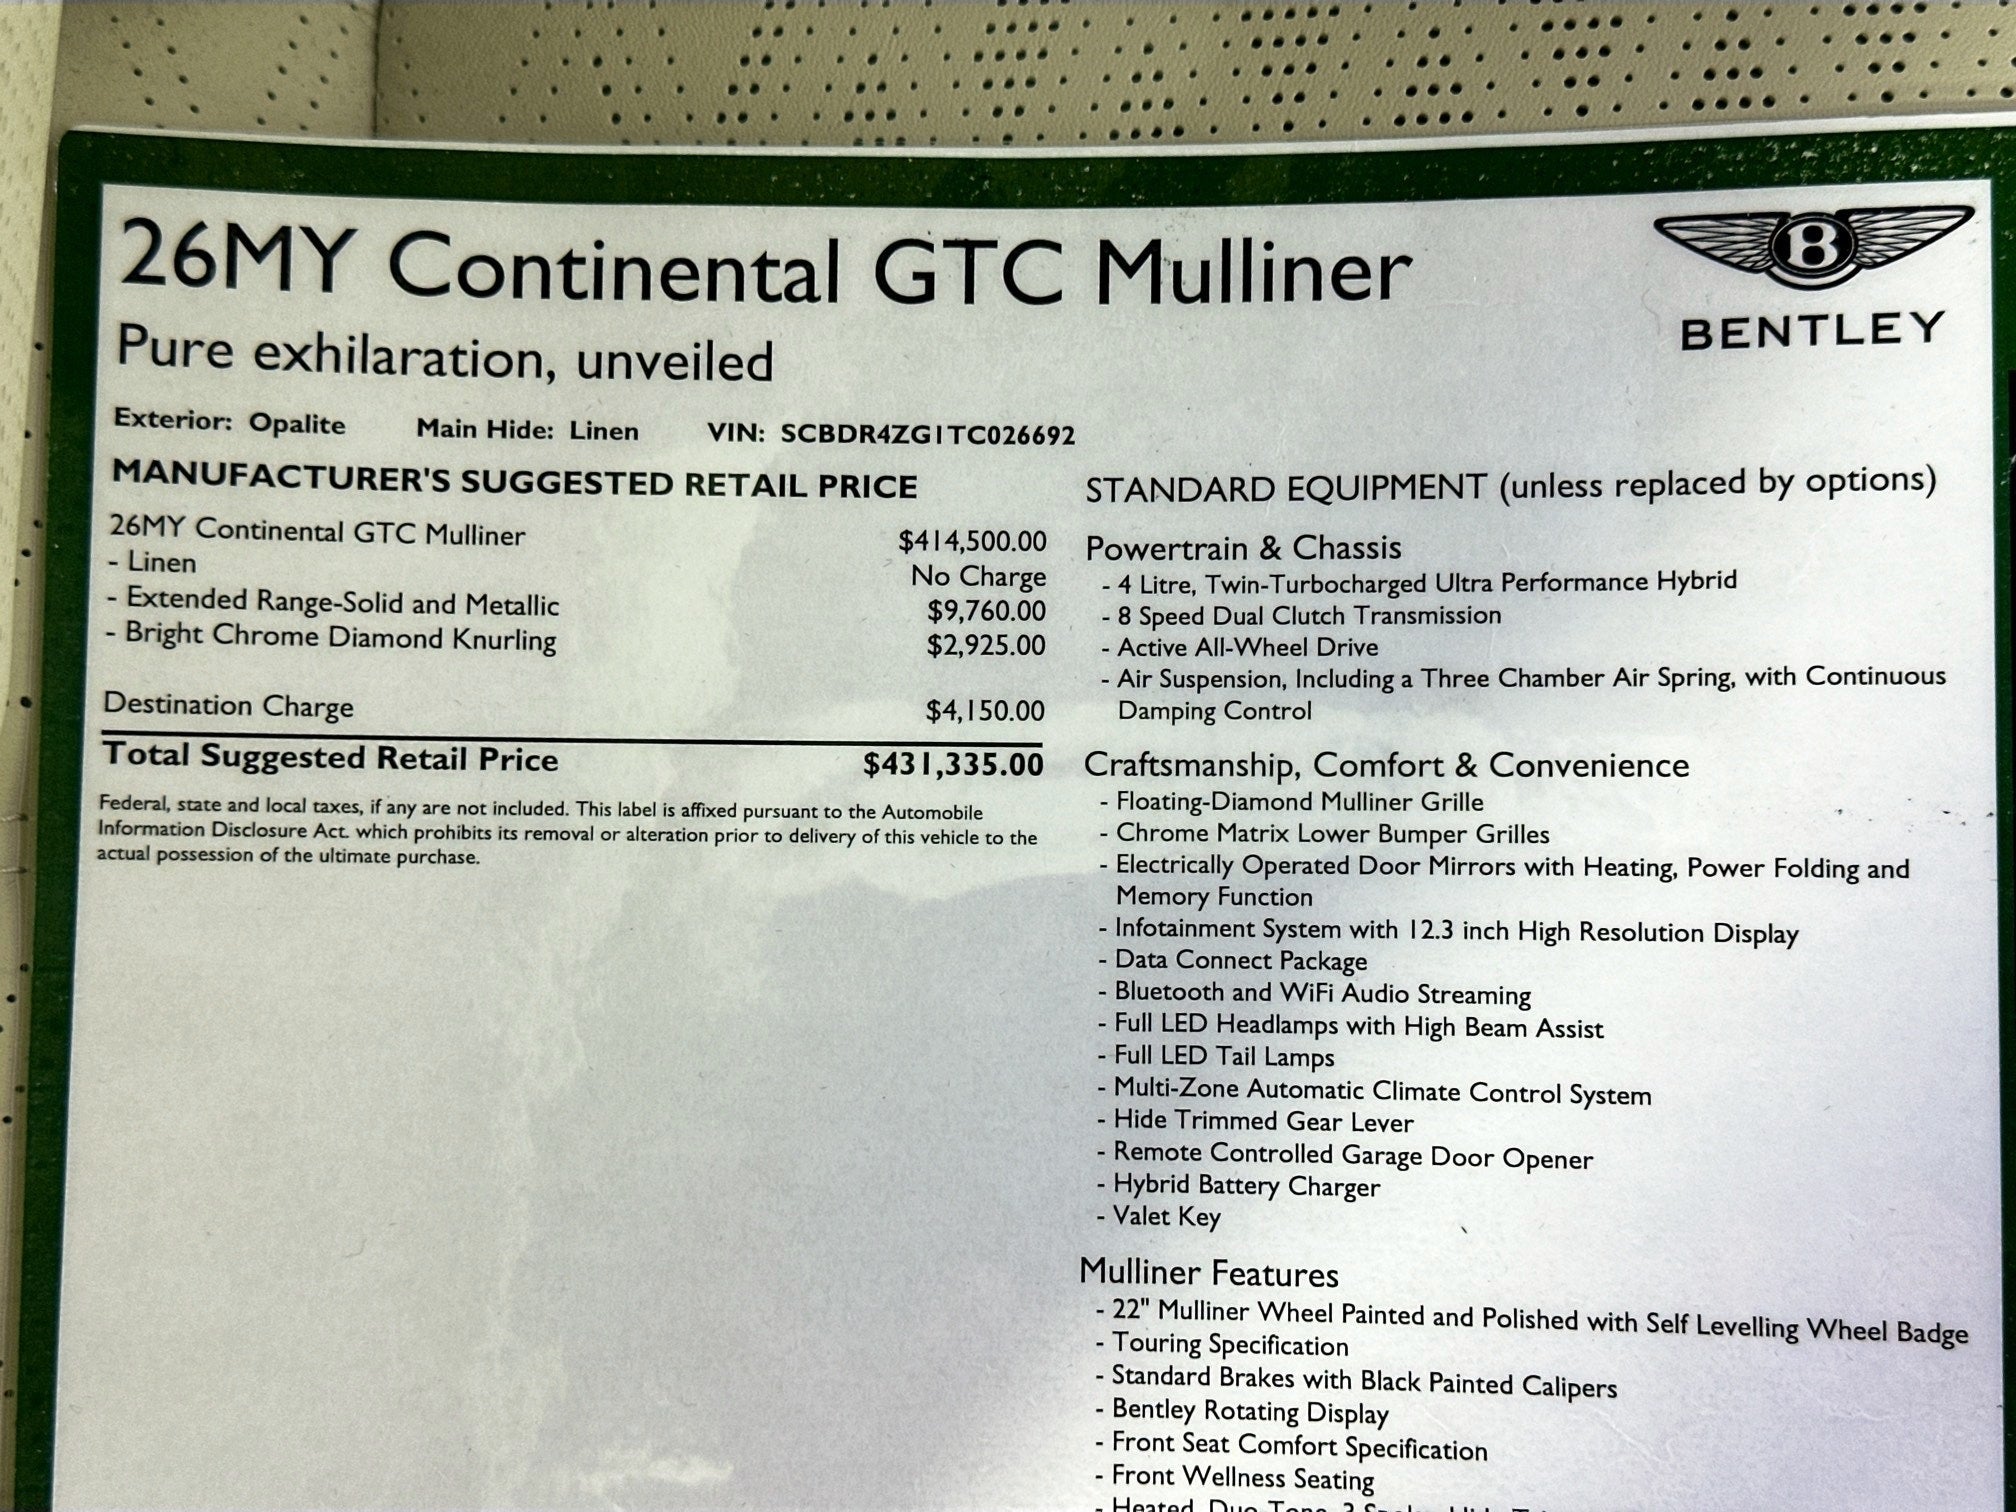 26MY Continental GTC Mulliner
B
BENTLEY
Pure exhilaration, unveiled
Exterior: Opalite Main Hide: Linen VIN: SCBDR4ZG1TC026692
MANUFACTURER'S SUGGESTED RETAIL PRICE
26MY Continental GTC Mulliner $414,500.00
- Linen No Charge
- Extended Range-Solid and Metallic $9,760.00
- Bright Chrome Diamond Knurling $2,925.00
Destination Charge $4,150.00
Total Suggested Retail Price $431,335.00
Federal, state and local taxes, if any are not included. This label is affixed pursuant to the Automobile
Information Disclosure Act. which prohibits its removal or alteration prior to delivery of this vehicle to the
actual possession of the ultimate purchase.
STANDARD EQUIPMENT (unless replaced by options)
Powertrain & Chassis
- 4 Litre, Twin-Turbocharged Ultra Performance Hybrid
- 8 Speed Dual Clutch Transmission
- Active All-Wheel Drive
- Air Suspension, Including a Three Chamber Air Spring, with Continuous
Damping Control
Craftsmanship, Comfort & Convenience
- Floating-Diamond Mulliner Grille
- Chrome Matrix Lower Bumper Grilles
- Electrically Operated Door Mirrors with Heating, Power Folding and
Memory Function
- Infotainment System with 12.3 inch High Resolution Display
- Data Connect Package
- Bluetooth and WiFi Audio Streaming
- Full LED Headlamps with High Beam Assist
- Full LED Tail Lamps
- Multi-Zone Automatic Climate Control System
- Hide Trimmed Gear Lever
- Remote Controlled Garage Door Opener
- Hybrid Battery Charger
- Valet Key
Mulliner Features
- 22" Mulliner Wheel Painted and Polished with Self Levelling Wheel Badge
- Touring Specification
- Standard Brakes with Black Painted Calipers
- Bentley Rotating Display
- Front Seat Comfort Specification
- Front Wellness Seating
- Heated, Duo Tone, 3